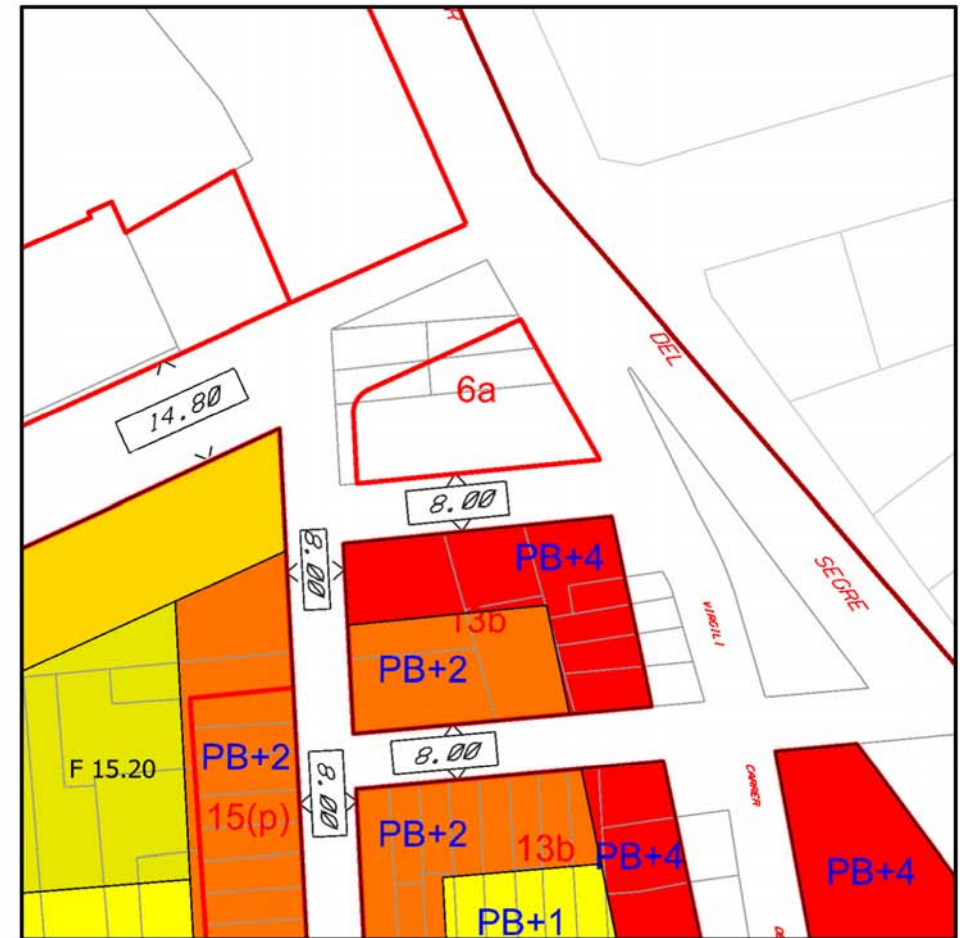 R
DEL
6a
14.80
8.00
PB+4
8.00
SEGRE
13b
VIRGILI
PB+2
8.00
PB+2
F 15.20
CARRER
8.00
15(p)
PB+2
13b
PB+4
PB+4
PB+1